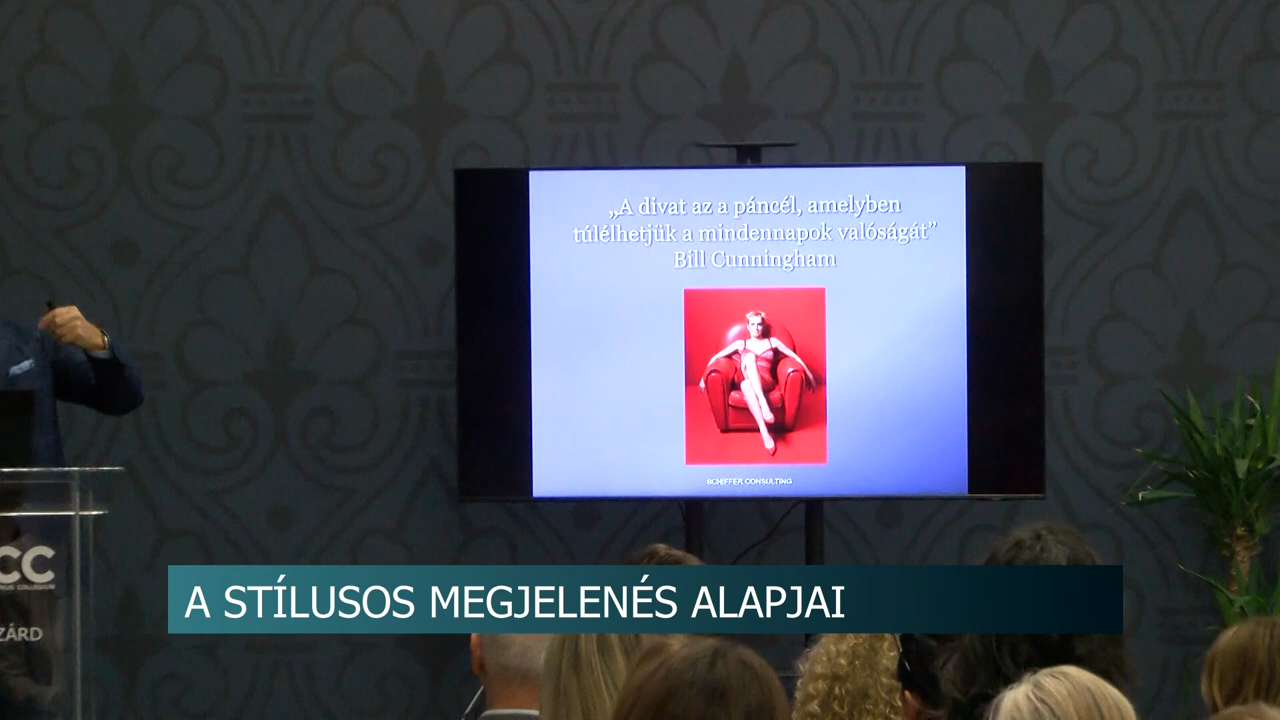 „A divat az a páncél, amelyben
túlélhetjük a mindennapok valóságát”
Bill Cunningham
SCHIFFER CONSULTING
CC
ZÁRD
A STÍLUSOS MEGJELENÉS ALAPJAI